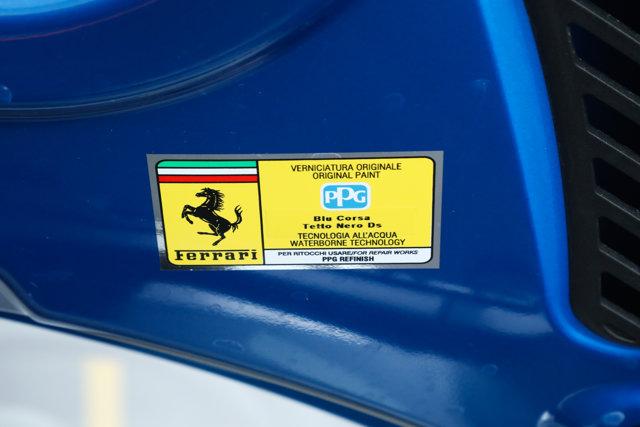 Ferrari
VERNICIATURA ORIGINALE
ORIGINAL PAINT
PPG
Blu Corsa
Tetto Nero Ds
TECNOLOGIA ALL'ACQUA
WATERBORNE TECHNOLOGY
PER RITOCCHI USARE/FOR REPAIR WORKS
PPG REFINISH